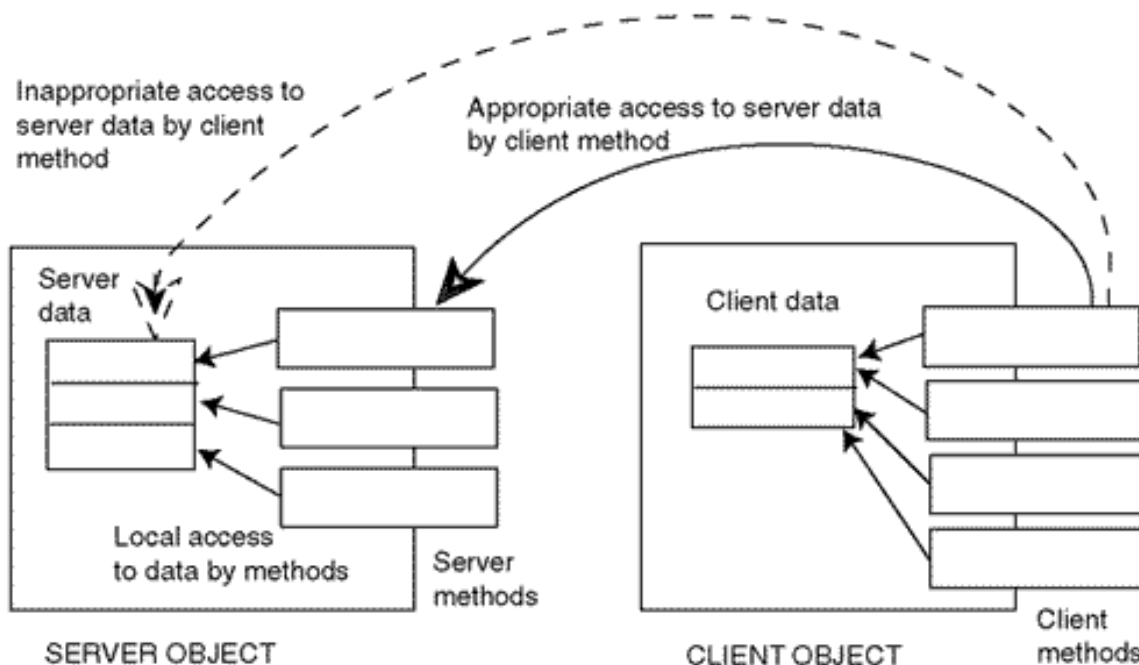 Inappropriate access to
server data by client
method
Appropriate access to server data
by client method
Server
data
Client data
Local access
to data by methods
Server
methods
Client
methods
SERVER OBJECT
CLIENT OBJECT